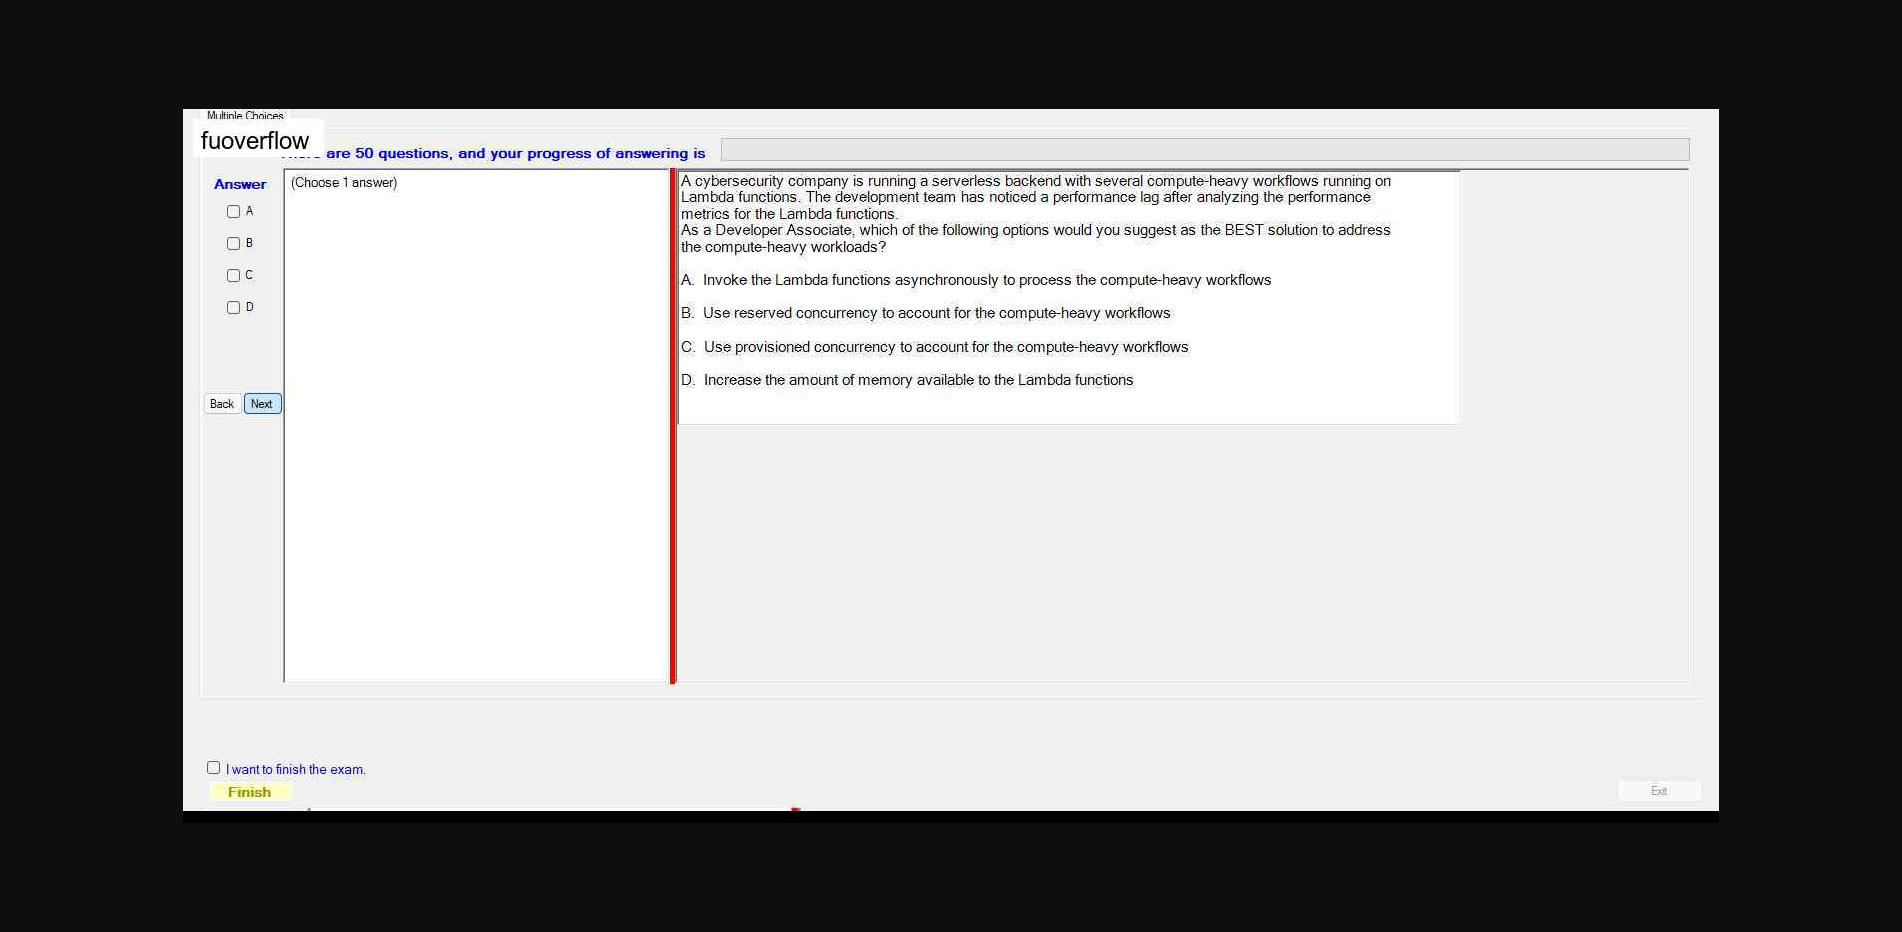 Multiple Choices
fuoverflow
are 50 questions, and your progress of answering is
Answer
(Choose 1 answer)
A
B
C
D
Back Next
A cybersecurity company is running a serverless backend with several compute-heavy workflows running on
Lambda functions. The development team has noticed a performance lag after analyzing the performance
metrics for the Lambda functions.
As a Developer Associate, which of the following options would you suggest as the BEST solution to address
the compute-heavy workloads?
A. Invoke the Lambda functions asynchronously to process the compute-heavy workflows
B. Use reserved concurrency to account for the compute-heavy workflows
C. Use provisioned concurrency to account for the compute-heavy workflows
D. Increase the amount of memory available to the Lambda functions
I want to finish the exam.
Finish
Exit